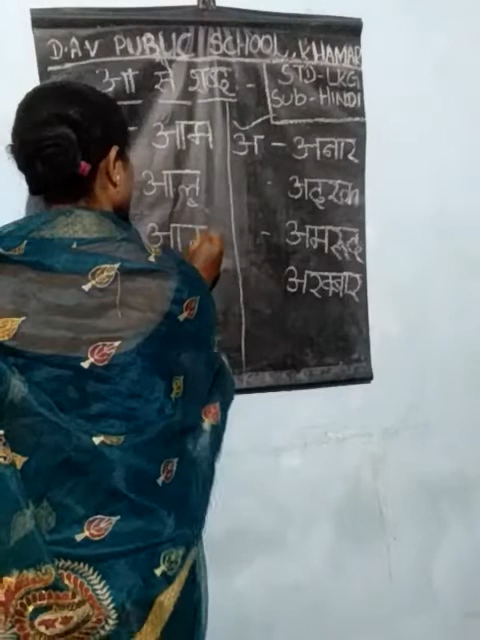 D.A.V PUBLIC SCHOOL, KHAMAR
आ से शब्द -
STD-LKG
Sub-HINDI
- आम
आलू
अ - अनार
- अदरक
- अमरूद
अखबार